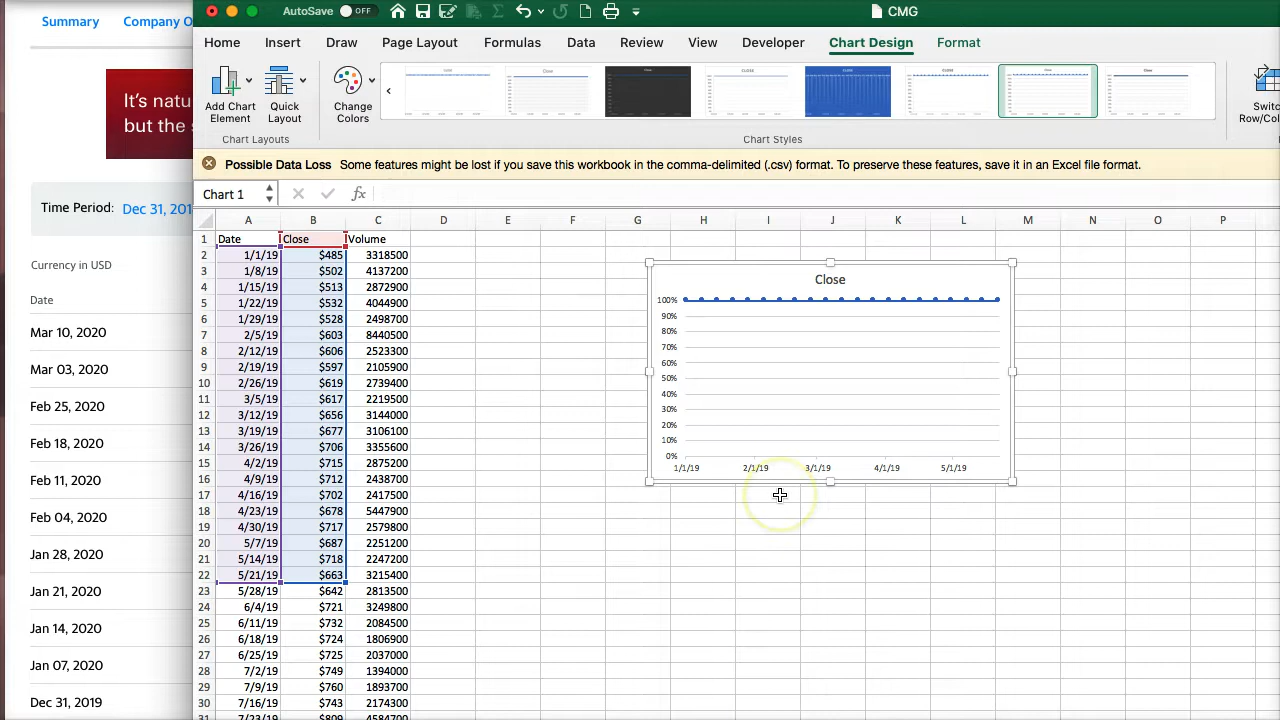 Summary Company O
It's natu
but the s
Time Period: Dec 31, 201
Currency in USD
Date
Mar 10, 2020
Mar 03, 2020
Feb 25, 2020
Feb 18, 2020
Feb 11, 2020
Feb 04, 2020
Jan 28, 2020
Jan 21, 2020
Jan 14, 2020
Jan 07, 2020
Dec 31, 2019
AutoSave OFF
CMG
Home Insert Draw Page Layout Formulas Data Review View Developer Chart Design Format
Add Chart
Element
Quick
Layout
Change
Colors
Switc
Row/Col
Chart Layouts Chart Styles
Possible Data Loss Some features might be lost if you save this workbook in the comma-delimited (.csv) format. To preserve these features, save it in an Excel file format.
Chart 1 fx
A B C D E F G H I J K L M N O P
1 Date Close Volume
2 1/1/19 $485 3318500
3 1/8/19 $502 4137200
4 1/15/19 $513 2872900
5 1/22/19 $532 4044900
6 1/29/19 $528 2498700
7 2/5/19 $603 8440500
8 2/12/19 $606 2523300
9 2/19/19 $597 2105900
10 2/26/19 $619 2739400
11 3/5/19 $617 2219500
12 3/12/19 $656 3144000
13 3/19/19 $677 3106100
14 3/26/19 $706 3355600
15 4/2/19 $715 2875200
16 4/9/19 $712 2438700
17 4/16/19 $702 2417500
18 4/23/19 $678 5447900
19 4/30/19 $717 2579800
20 5/7/19 $687 2251200
21 5/14/19 $718 2247200
22 5/21/19 $663 3215400
23 5/28/19 $642 2813500
24 6/4/19 $721 3249800
25 6/11/19 $732 2084500
26 6/18/19 $724 1806900
27 6/25/19 $725 2037000
28 7/2/19 $749 1394000
29 7/9/19 $760 1893700
30 7/16/19 $743 2174300
31 7/23/19 $809 4584700
Close
100%
90%
80%
70%
60%
50%
40%
30%
20%
10%
0%
1/1/19 2/1/19 3/1/19 4/1/19 5/1/19